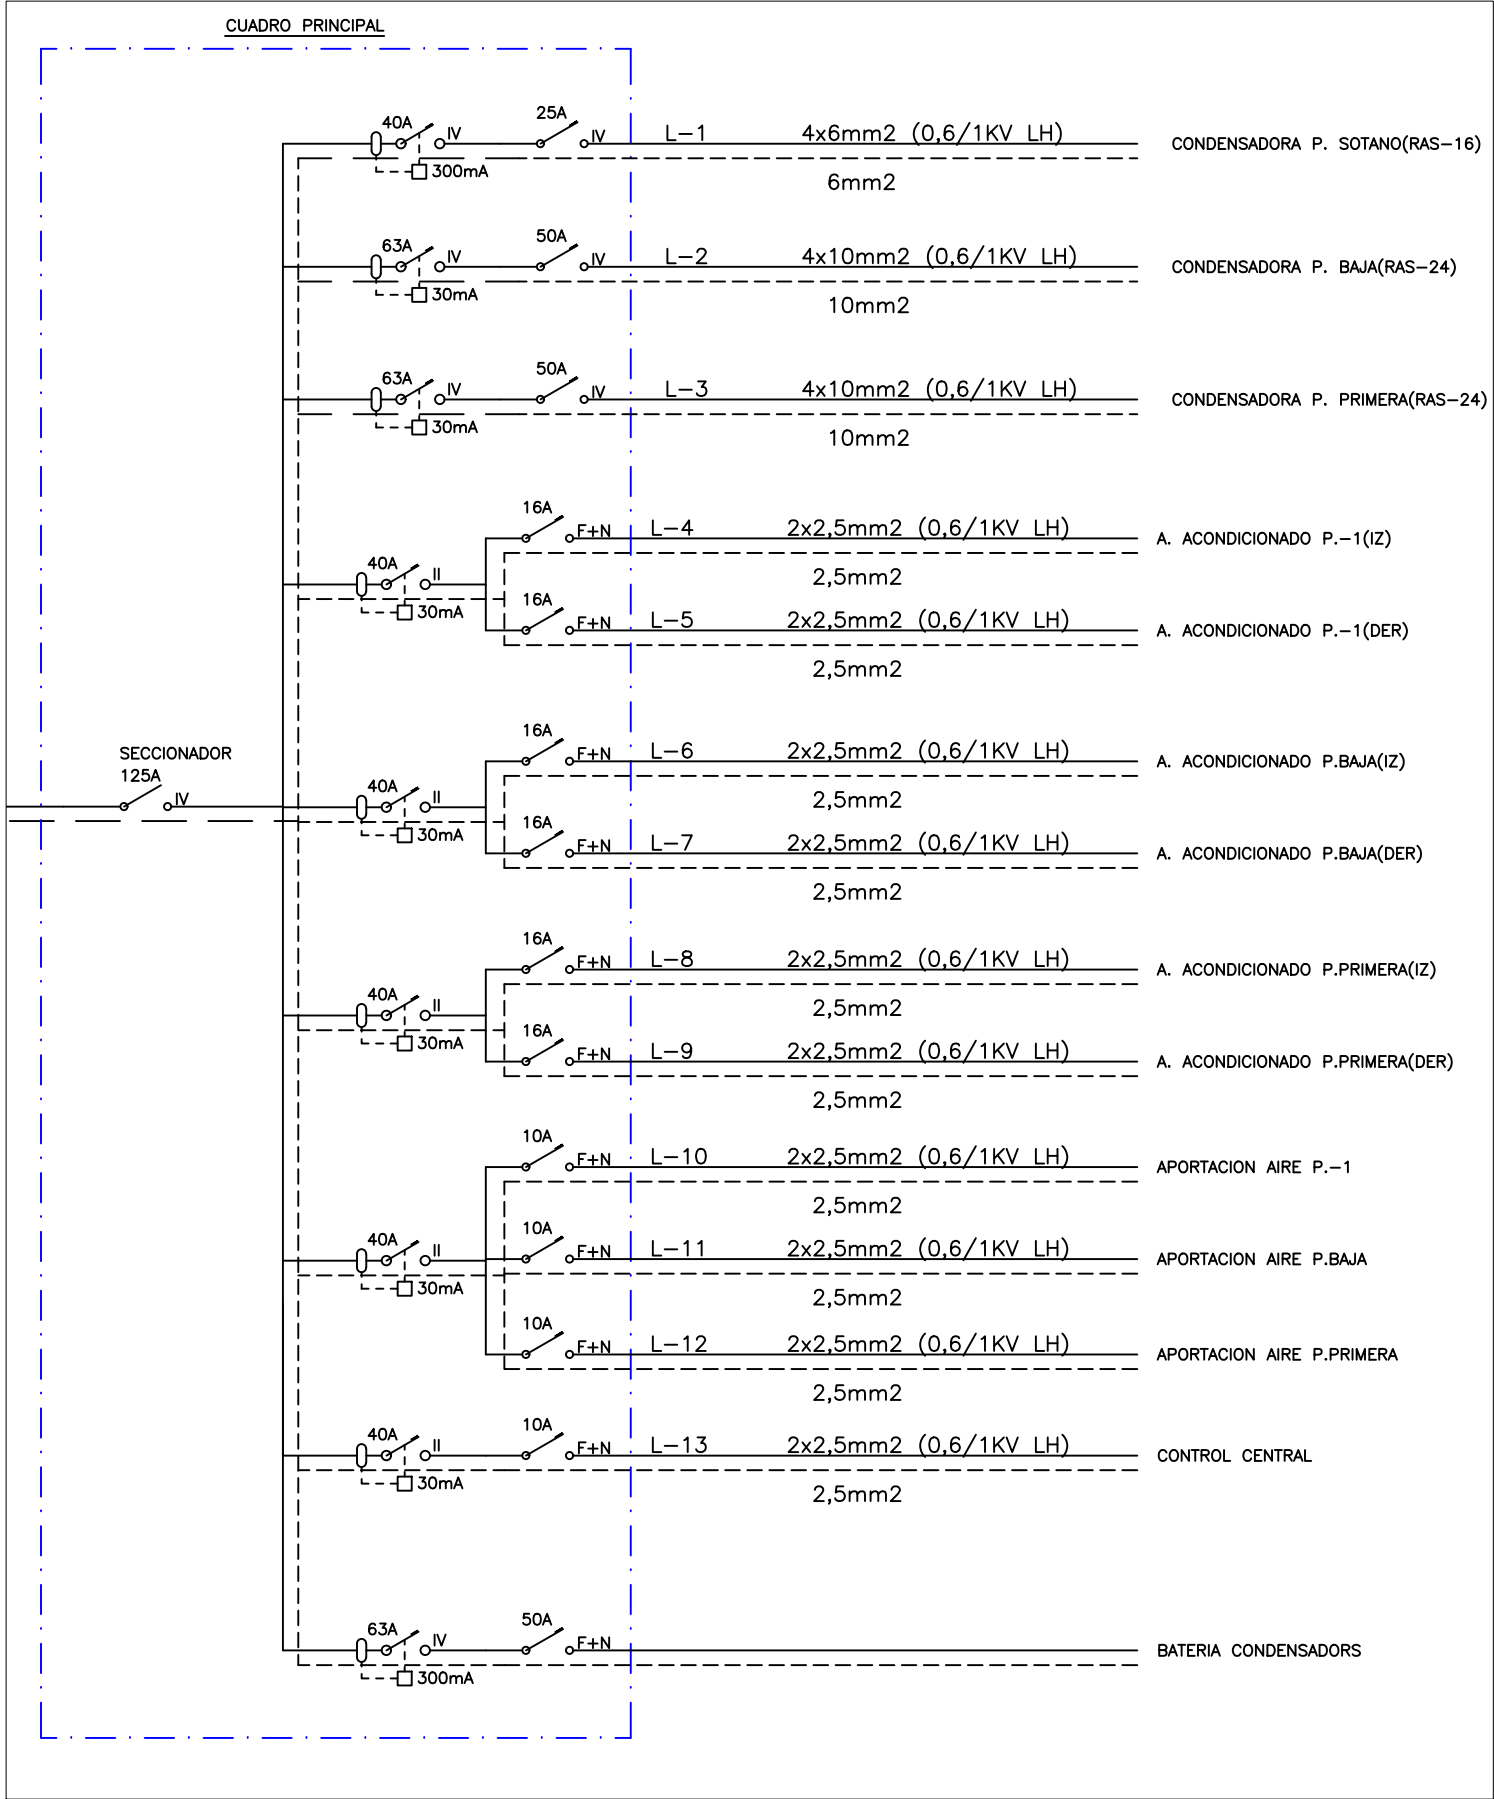 CUADRO PRINCIPAL
40A IV 25A IV L-1 4x6mm2 (0,6/1KV LH) CONDENSADORA P. SOTANO(RAS-16)
300mA 6mm2
63A IV 50A IV L-2 4x10mm2 (0,6/1KV LH) CONDENSADORA P. BAJA(RAS-24)
30mA 10mm2
63A IV 50A IV L-3 4x10mm2 (0,6/1KV LH) CONDENSADORA P. PRIMERA(RAS-24)
30mA 10mm2
16A F+N L-4 2x2,5mm2 (0,6/1KV LH) A. ACONDICIONADO P.-1(IZ)
40A II 2,5mm2
30mA 16A F+N L-5 2x2,5mm2 (0,6/1KV LH) A. ACONDICIONADO P.-1(DER)
2,5mm2
16A F+N L-6 2x2,5mm2 (0,6/1KV LH) A. ACONDICIONADO P.BAJA(IZ)
SECCIONADOR
125A IV 40A II 2,5mm2
30mA 16A F+N L-7 2x2,5mm2 (0,6/1KV LH) A. ACONDICIONADO P.BAJA(DER)
2,5mm2
16A F+N L-8 2x2,5mm2 (0,6/1KV LH) A. ACONDICIONADO P.PRIMERA(IZ)
40A II 2,5mm2
30mA 16A F+N L-9 2x2,5mm2 (0,6/1KV LH) A. ACONDICIONADO P.PRIMERA(DER)
2,5mm2
10A F+N L-10 2x2,5mm2 (0,6/1KV LH) APORTACION AIRE P.-1
2,5mm2
40A II 10A F+N L-11 2x2,5mm2 (0,6/1KV LH) APORTACION AIRE P.BAJA
30mA 2,5mm2
10A F+N L-12 2x2,5mm2 (0,6/1KV LH) APORTACION AIRE P.PRIMERA
2,5mm2
40A II 10A F+N L-13 2x2,5mm2 (0,6/1KV LH) CONTROL CENTRAL
30mA 2,5mm2
63A IV 50A F+N BATERIA CONDENSADORS
300mA